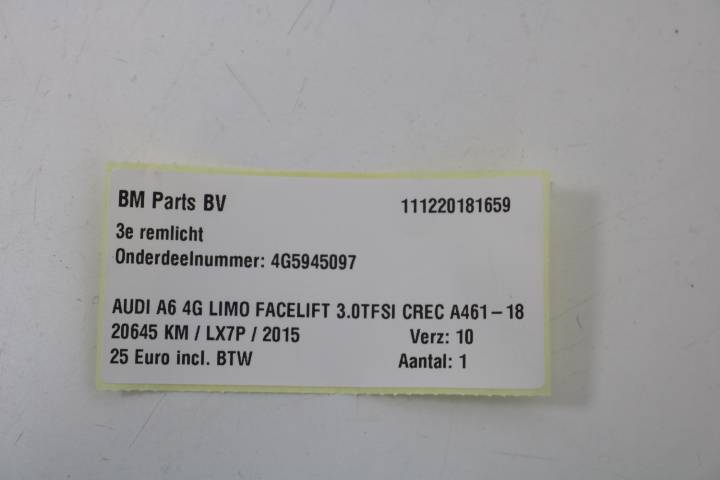 BM Parts BV 111220181659
3e remlicht
Onderdeelnummer: 4G5945097
AUDI A6 4G LIMO FACELIFT 3.0TFSI CREC A461-18
20645 KM / LX7P / 2015 Verz: 10
25 Euro incl. BTW Aantal: 1